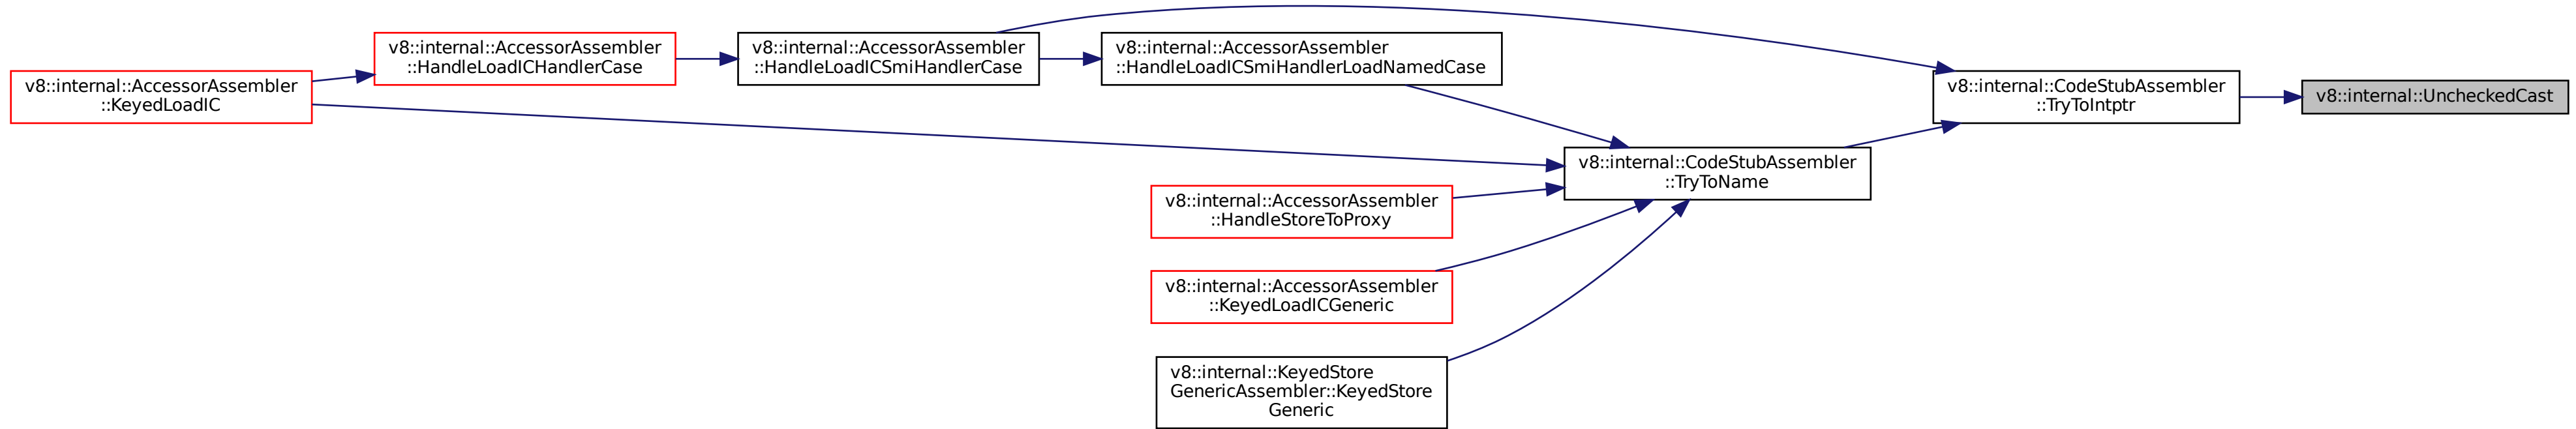 v8::internal::AccessorAssembler
::KeyedLoadIC
v8::internal::AccessorAssembler
::HandleLoadICHandlerCase
v8::internal::AccessorAssembler
::HandleLoadICSmiHandlerCase
v8::internal::AccessorAssembler
::HandleLoadICSmiHandlerLoadNamedCase
v8::internal::CodeStubAssembler
::TryToIntptr
v8::internal::UncheckedCast
v8::internal::CodeStubAssembler
::TryToName
v8::internal::AccessorAssembler
::HandleStoreToProxy
v8::internal::AccessorAssembler
::KeyedLoadICGeneric
v8::internal::KeyedStore
GenericAssembler::KeyedStore
Generic